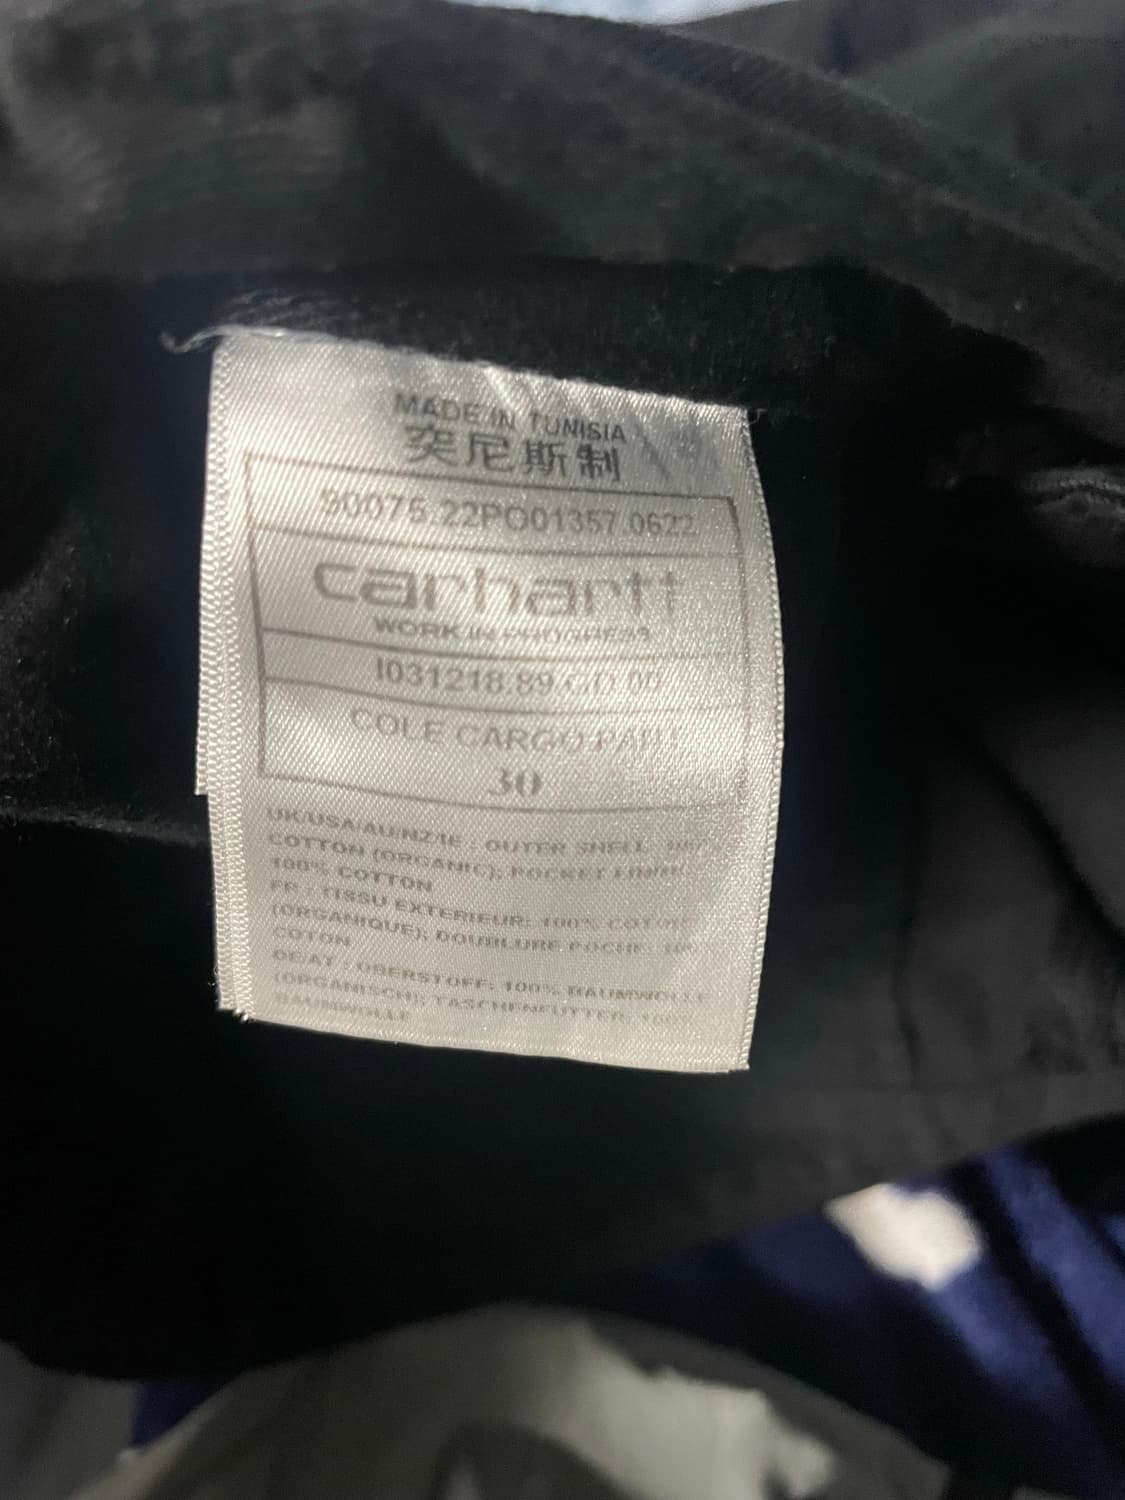 MADE IN TUNISIA
突尼斯制
90075.22PO01357.0622
carhartt
WORK IN PROGRESS
I031218.89.GD.00
COLE CARGO PANT
30
UK/USA/AU/NZ/IE : OUTER SHELL: 100%
COTTON (ORGANIC); POCKET LINING:
100% COTTON
FR : TISSU EXTERIEUR: 100% COTON
(ORGANIQUE); DOUBLURE POCHE: 100%
COTON
DE/AT : OBERSTOFF: 100% BAUMWOLLE
(ORGANISCH); TASCHENFUTTER: 100%
BAUMWOLLE